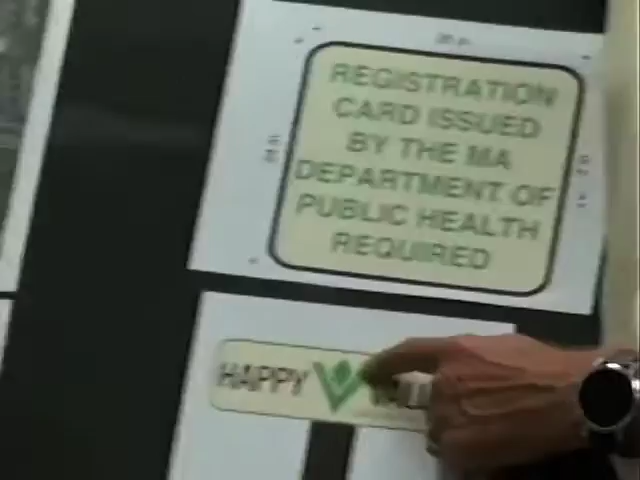 REGISTRATION
CARD ISSUED
BY THE MA
DEPARTMENT OF
PUBLIC HEALTH
REQUIRED
HAPPY